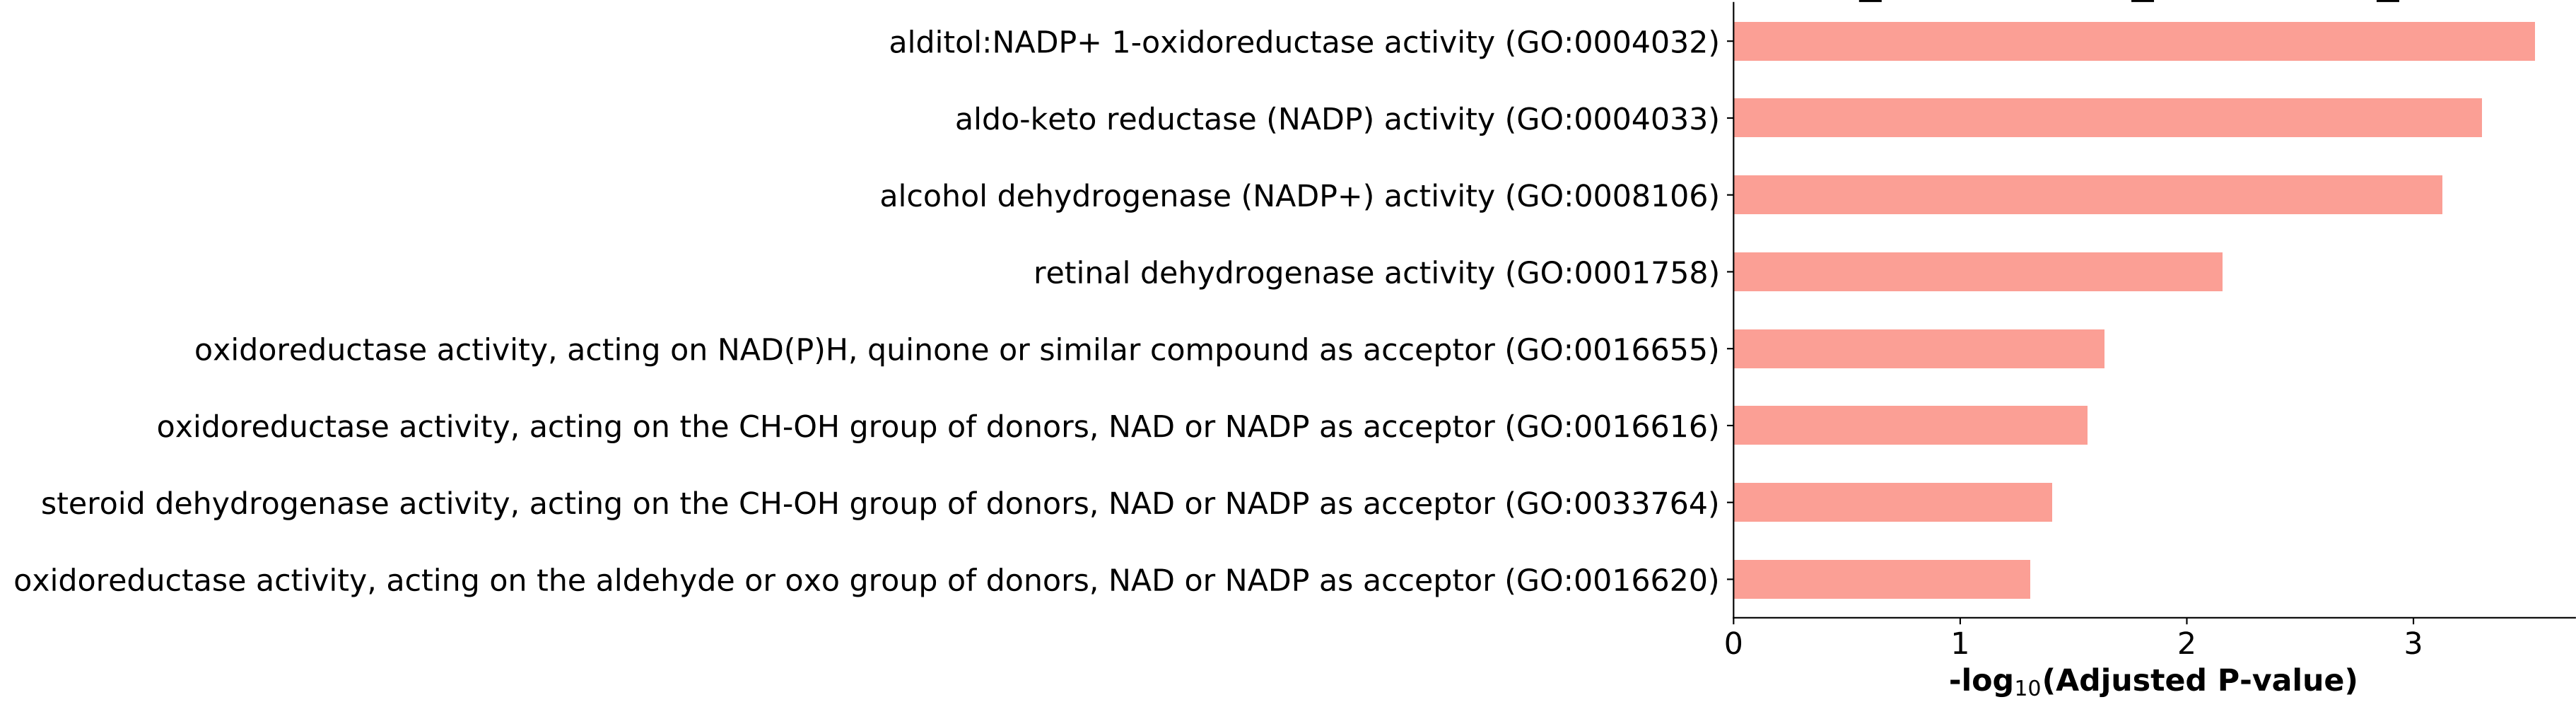 alditol:NADP+ 1-oxidoreductase activity (GO:0004032)
aldo-keto reductase (NADP) activity (GO:0004033)
alcohol dehydrogenase (NADP+) activity (GO:0008106)
retinal dehydrogenase activity (GO:0001758)
oxidoreductase activity, acting on NAD(P)H, quinone or similar compound as acceptor (GO:0016655)
oxidoreductase activity, acting on the CH-OH group of donors, NAD or NADP as acceptor (GO:0016616)
steroid dehydrogenase activity, acting on the CH-OH group of donors, NAD or NADP as acceptor (GO:0033764)
oxidoreductase activity, acting on the aldehyde or oxo group of donors, NAD or NADP as acceptor (GO:0016620)
0 1 2 3
-log₁₀(Adjusted P-value)